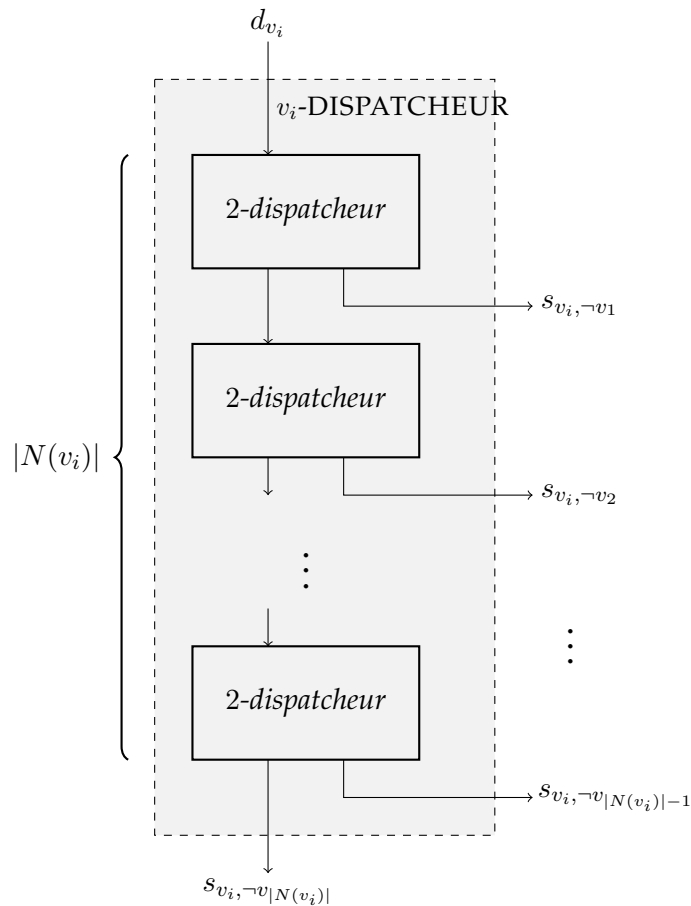 d_{v_i}
v_i-DISPATCHEUR
2-dispatcheur
s_{v_i,¬v_1}
2-dispatcheur
|N(v_i)|
s_{v_i,¬v_2}
⋮
⋮
2-dispatcheur
s_{v_i,¬v_{|N(v_i)|-1}}
s_{v_i,¬v_{|N(v_i)|}}